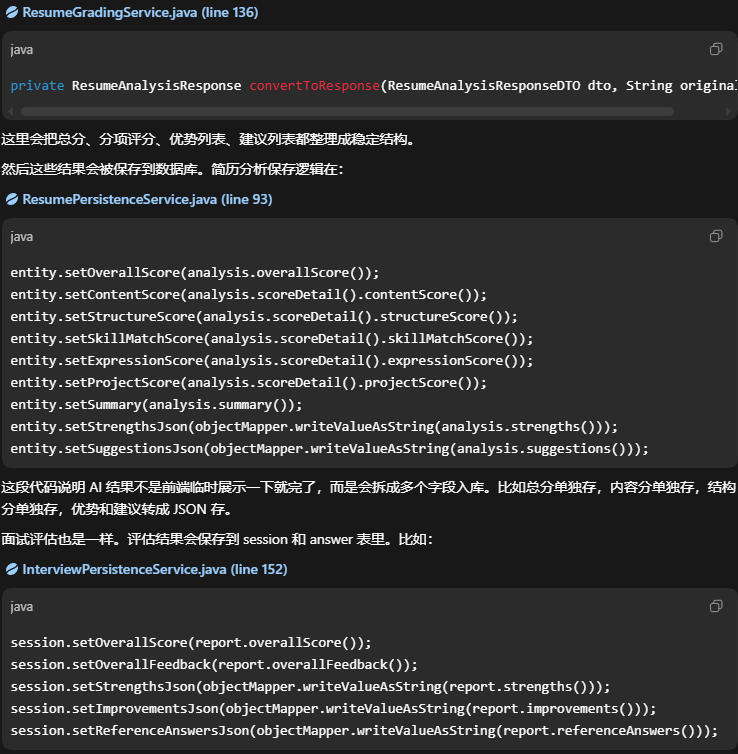 ResumeGradingService.java (line 136)
java
private ResumeAnalysisResponse convertToResponse(ResumeAnalysisResponseDTO dto, String original
这里会把总分、分项评分、优势列表、建议列表都整理成稳定结构。
然后这些结果会被保存到数据库。简历分析保存逻辑在：
ResumePersistenceService.java (line 93)
java
entity.setOverallScore(analysis.overallScore());
entity.setContentScore(analysis.scoreDetail().contentScore());
entity.setStructureScore(analysis.scoreDetail().structureScore());
entity.setSkillMatchScore(analysis.scoreDetail().skillMatchScore());
entity.setExpressionScore(analysis.scoreDetail().expressionScore());
entity.setProjectScore(analysis.scoreDetail().projectScore());
entity.setSummary(analysis.summary());
entity.setStrengthsJson(objectMapper.writeValueAsString(analysis.strengths()));
entity.setSuggestionsJson(objectMapper.writeValueAsString(analysis.suggestions()));
这段代码说明 AI 结果不是前端临时展示一下就完了，而是会拆成多个字段入库。比如总分单独存，内容分单独存，结构
分单独存，优势和建议转成 JSON 存。
面试评估也是一样。评估结果会保存到 session 和 answer 表里。比如：
InterviewPersistenceService.java (line 152)
java
session.setOverallScore(report.overallScore());
session.setOverallFeedback(report.overallFeedback());
session.setStrengthsJson(objectMapper.writeValueAsString(report.strengths()));
session.setImprovementsJson(objectMapper.writeValueAsString(report.improvements()));
session.setReferenceAnswersJson(objectMapper.writeValueAsString(report.referenceAnswers()));